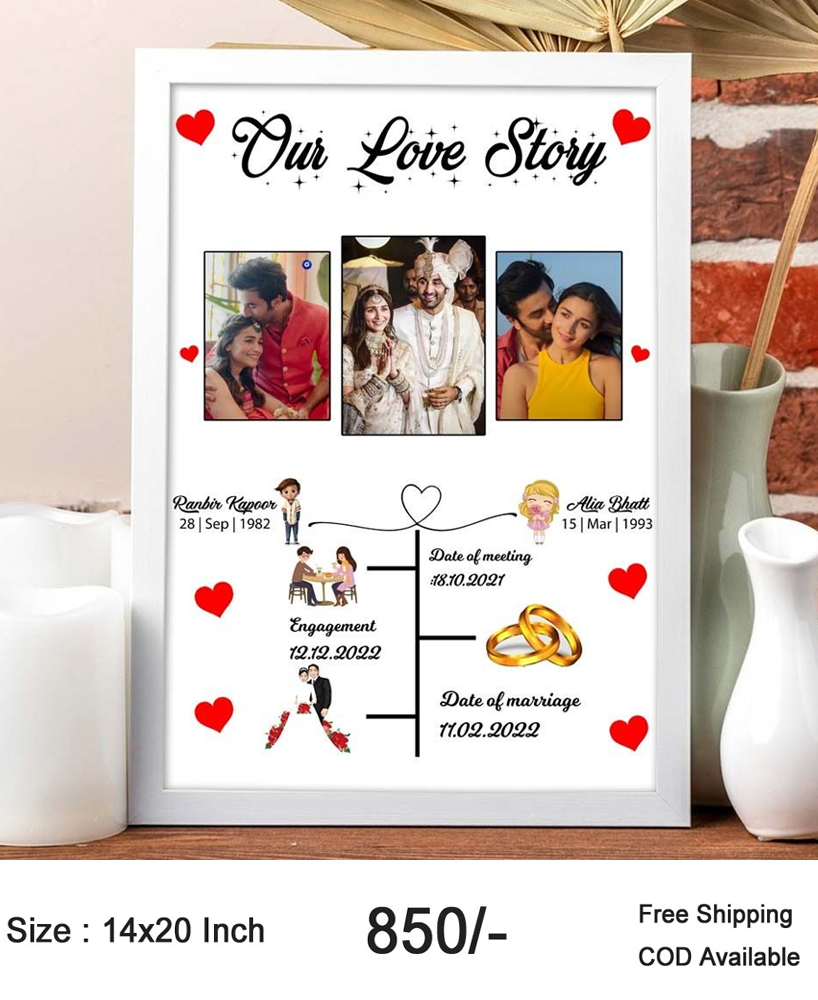 Our Love Story
Ranbir Kapoor
28 | Sep | 1982
Alia Bhatt
15 | Mar | 1993
Date of meeting
:18.10.2021
Engagement
12.12.2022
Date of marriage
11.02.2022
Size : 14x20 Inch
850/-
Free Shipping
COD Available